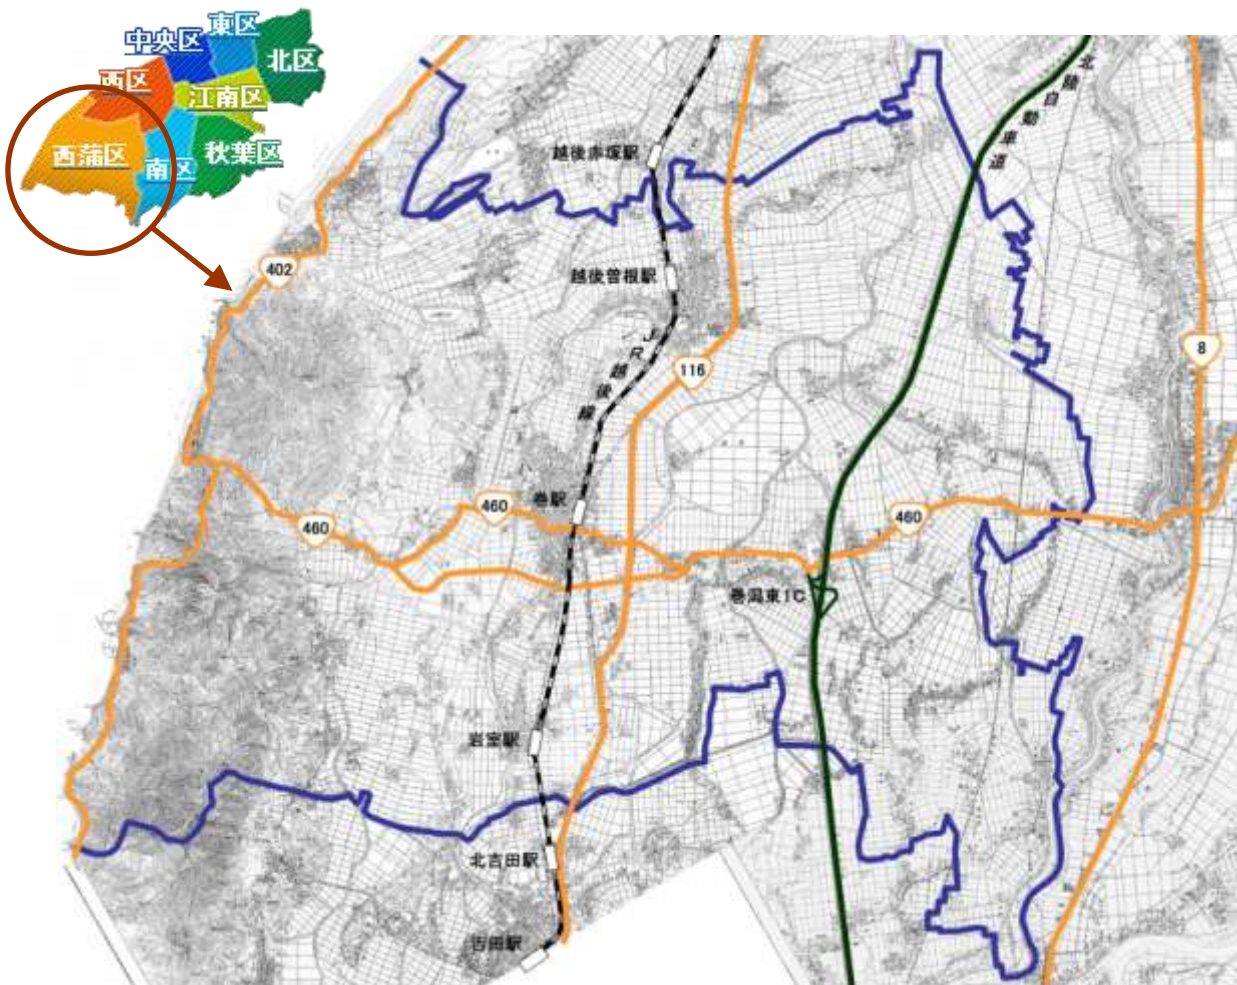 東区
中央区
北区
西区
江南区
西蒲区
南区
秋葉区
北陸自動車道
越後赤塚駅
402
越後曽根駅
JR越後線
8
116
巻駅
460
460
460
巻潟東IC
岩室駅
北吉田駅
吉田駅